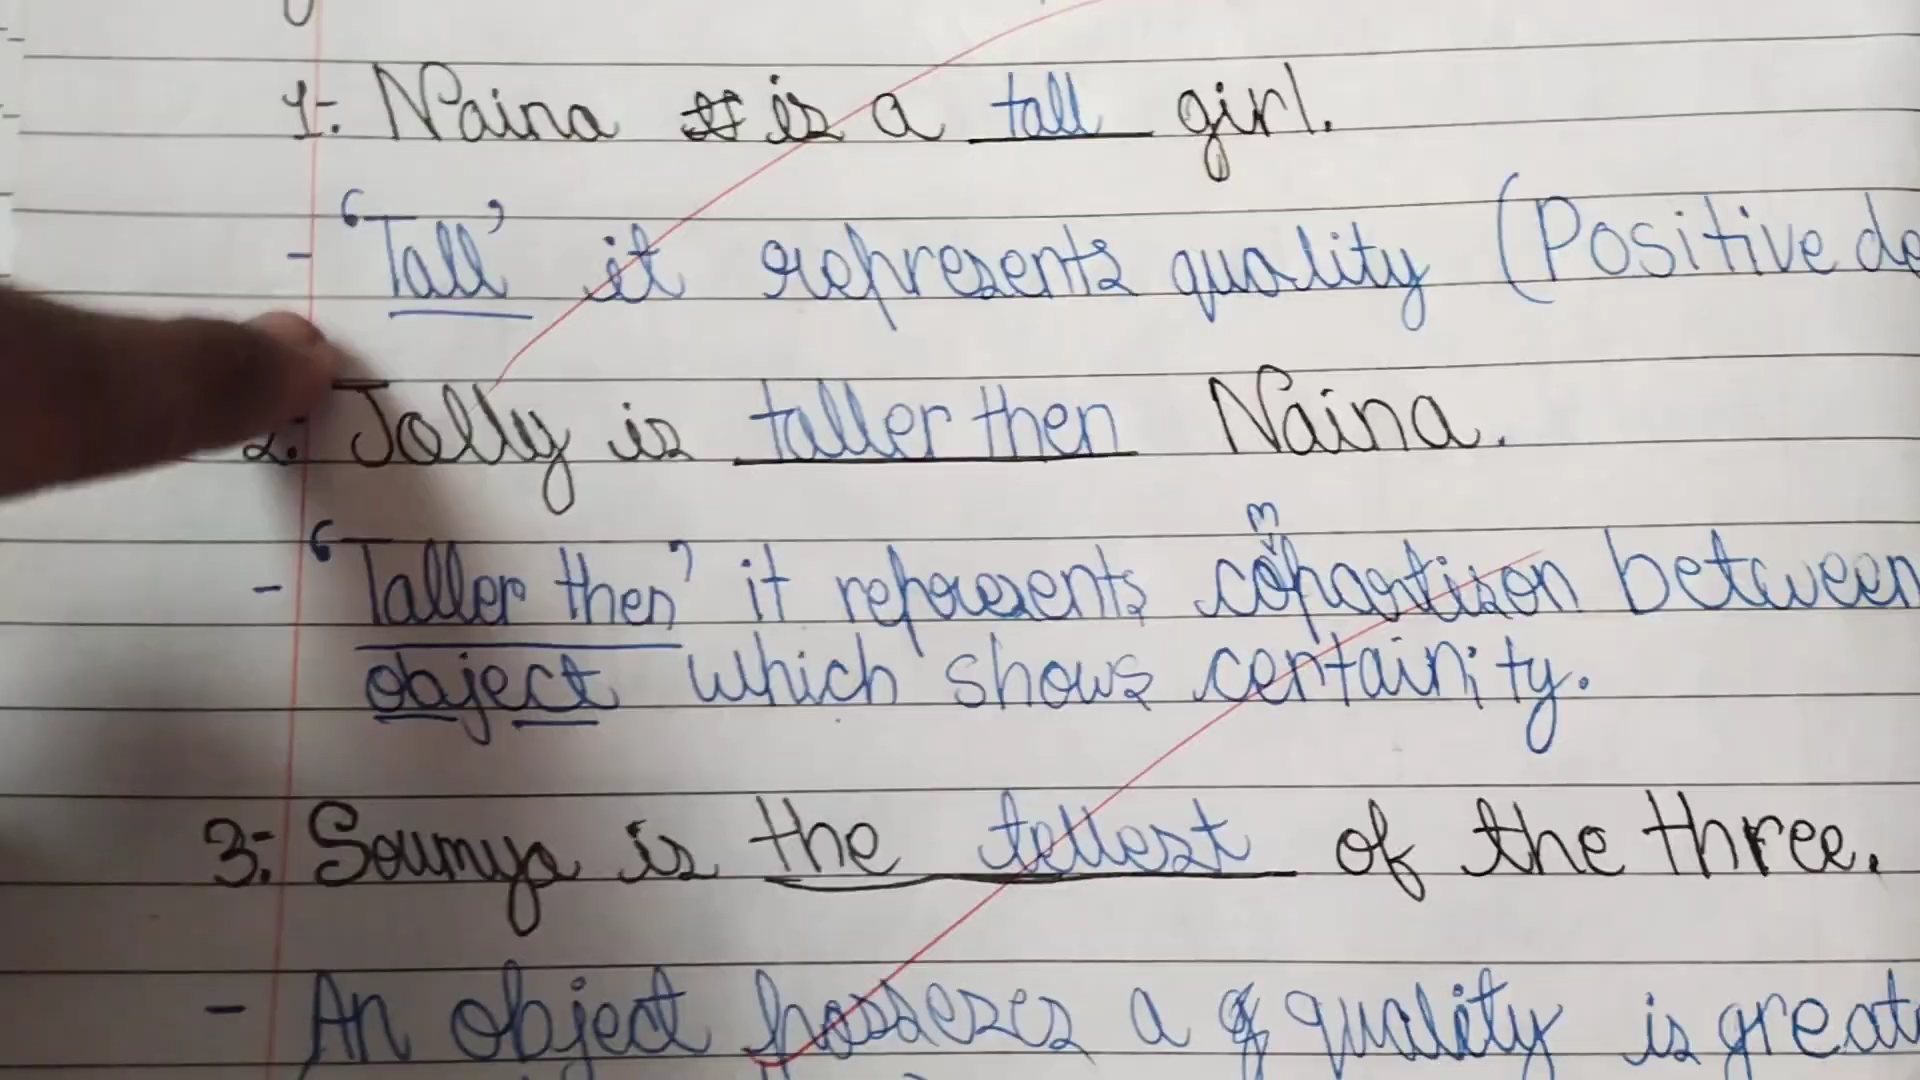 1:- Naina is a tall girl.
- 'Tall' it represents quality (Positive de
2:- Jolly is taller then Naina.
- 'Taller then' it represents comparison between
object which shows certainity.
3:- Soumya is the tellest of the three.
- An object posseses a quality is great